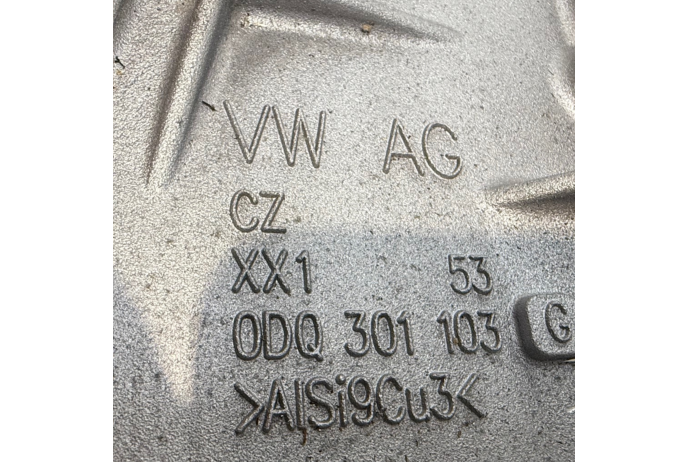 VW AG
CZ
XX1 53
0DQ 301 103 G
>AlSi9Cu3<